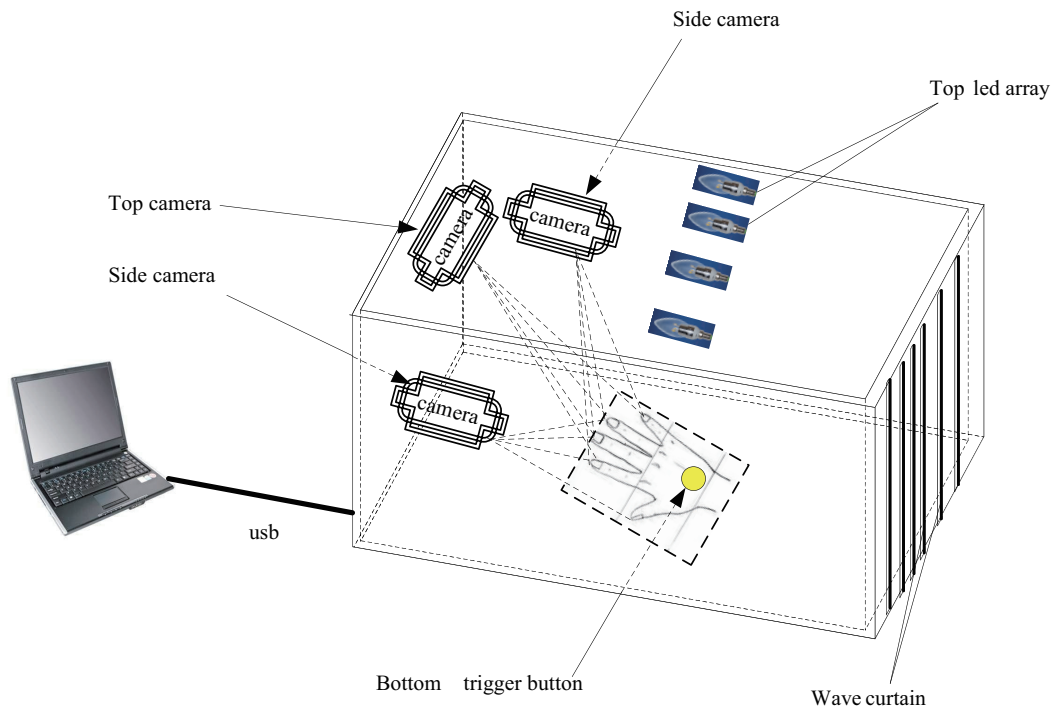 Side camera
Top led array
Top camera
camera
camera
Side camera
camera
usb
Bottom trigger button
Wave curtain